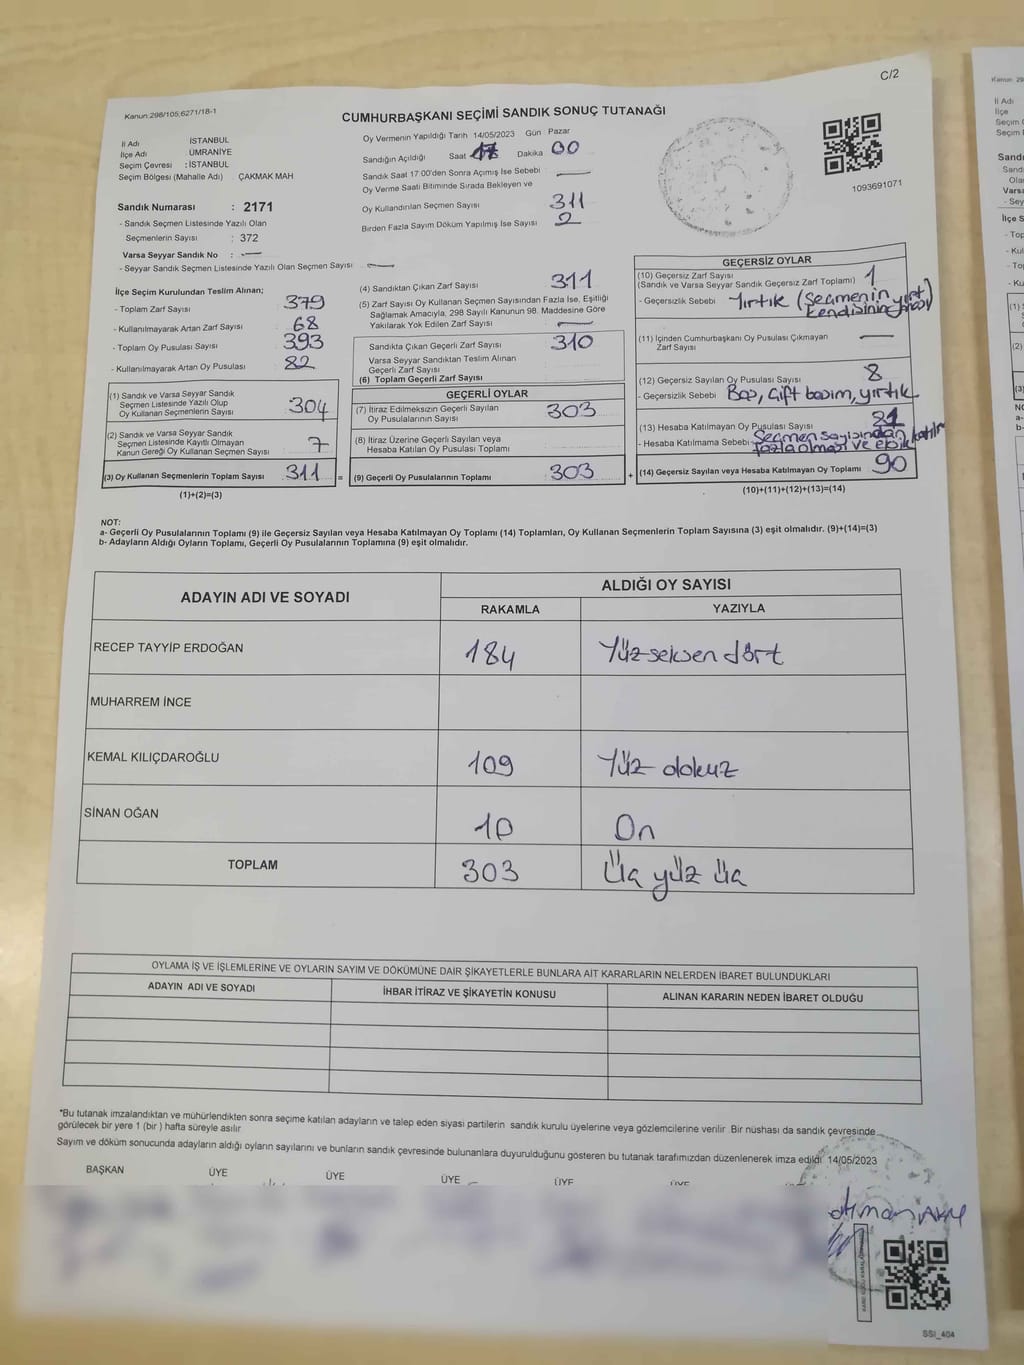 C/2
Kanun:298/105;6271/18-1
CUMHURBAŞKANI SEÇİMİ SANDIK SONUÇ TUTANAĞI
İl Adı İSTANBUL
İlçe Adı : ÜMRANİYE
Seçim Çevresi : İSTANBUL
Seçim Bölgesi (Mahalle Adı) : ÇAKMAK MAH
Sandık Numarası : 2171
- Sandık Seçmen Listesinde Yazılı Olan
Seçmenlerin Sayısı : 372
Varsa Seyyar Sandık No : —
- Seyyar Sandık Seçmen Listesinde Yazılı Olan Seçmen Sayısı : —
Oy Vermenin Yapıldığı Tarih 14/05/2023 Gün Pazar
Sandığın Açıldığı Saat 17 Dakika 00
Sandık Saat 17.00'den Sonra Açımış İse Sebebi —
Oy Verme Saati Bitiminde Sırada Bekleyen ve
Oy Kullandırılan Seçmen Sayısı 311
Birden Fazla Sayım Döküm Yapılmış İse Sayısı 2
1093691071
İlçe Seçim Kurulundan Teslim Alınan;
- Toplam Zarf Sayısı 379
- Kullanılmayarak Artan Zarf Sayısı 68
- Toplam Oy Pusulası Sayısı 393
- Kullanılmayarak Artan Oy Pusulası 82
(1) Sandık ve Varsa Seyyar Sandık
Seçmen Listesinde Yazılı Olup
Oy Kullanan Seçmenlerin Sayısı 304
(2) Sandık ve Varsa Seyyar Sandık
Seçmen Listesinde Kayıtlı Olmayan
Kanun Gereği Oy Kullanan Seçmen Sayısı 7
(3) Oy Kullanan Seçmenlerin Toplam Sayısı 311 =
(1)+(2)=(3)
(4) Sandıktan Çıkan Zarf Sayısı 311
(5) Zarf Sayısı Oy Kullanan Seçmen Sayısından Fazla İse, Eşitliği
Sağlamak Amacıyla, 298 Sayılı Kanunun 98. Maddesine Göre
Yakılarak Yok Edilen Zarf Sayısı —
Sandıkta Çıkan Geçerli Zarf Sayısı 310
Varsa Seyyar Sandıktan Teslim Alınan
Geçerli Zarf Sayısı
(6) Toplam Geçerli Zarf Sayısı
GEÇERLİ OYLAR
(7) İtiraz Edilmeksizin Geçerli Sayılan
Oy Pusulalarının Sayısı 303
(8) İtiraz Üzerine Geçerli Sayılan veya
Hesaba Katılan Oy Pusulası Toplamı
(9) Geçerli Oy Pusulalarının Toplamı 303 +
GEÇERSİZ OYLAR
(10) Geçersiz Zarf Sayısı
(Sandık ve Varsa Seyyar Sandık Geçersiz Zarf Toplamı) 1
- Geçersizlik Sebebi Yırtık (Seçmenin kendisinin yırtması)
(11) İçinden Cumhurbaşkanı Oy Pusulası Çıkmayan
Zarf Sayısı —
(12) Geçersiz Sayılan Oy Pusulası Sayısı 8
- Geçersizlik Sebebi Boş, Çift basım, yırtık
(13) Hesaba Katılmayan Oy Pusulası Sayısı
- Hesaba Katılmama Sebebi Seçmen sayısından fazla olması ve
(14) Geçersiz Sayılan veya Hesaba Katılmayan Oy Toplamı 90
(10)+(11)+(12)+(13)=(14)
NOT:
a- Geçerli Oy Pusulalarının Toplamı (9) ile Geçersiz Sayılan veya Hesaba Katılmayan Oy Toplamı (14) Toplamları, Oy Kullanan Seçmenlerin Toplam Sayısına (3) eşit olmalıdır. (9)+(14)=(3)
b- Adayların Aldığı Oyların Toplamı, Geçerli Oy Pusulalarının Toplamına (9) eşit olmalıdır.
ADAYIN ADI VE SOYADI
ALDIĞI OY SAYISI
RAKAMLA YAZIYLA
RECEP TAYYİP ERDOĞAN 184 Yüzseksen dört
MUHARREM İNCE
KEMAL KILIÇDAROĞLU 109 Yüz dokuz
SİNAN OĞAN 10 On
TOPLAM 303 Üç yüz üç
OYLAMA İŞ VE İŞLEMLERİNE VE OYLARIN SAYIM VE DÖKÜMÜNE DAİR ŞİKAYETLERLE BUNLARA AİT KARARLARIN NELERDEN İBARET BULUNDUKLARI
ADAYIN ADI VE SOYADI İHBAR İTİRAZ VE ŞİKAYETİN KONUSU ALINAN KARARIN NEDEN İBARET OLDUĞU
*Bu tutanak imzalandıktan ve mühürlendikten sonra seçime katılan adayların ve talep eden siyasi partilerin sandık kurulu üyelerine veya gözlemcilerine verilir. Bir nüshası da sandık çevresinde
görülecek bir yere 1 (bir ) hafta süreyle asılır
Sayım ve döküm sonucunda adayların aldığı oyların sayılarını ve bunların sandık çevresinde bulunanlara duyurulduğunu gösteren bu tutanak tarafımızdan düzenlenerek imza edildi. 14/05/2023
BAŞKAN ÜYE ÜYE ÜYE ÜYE ÜYE
SSI_404